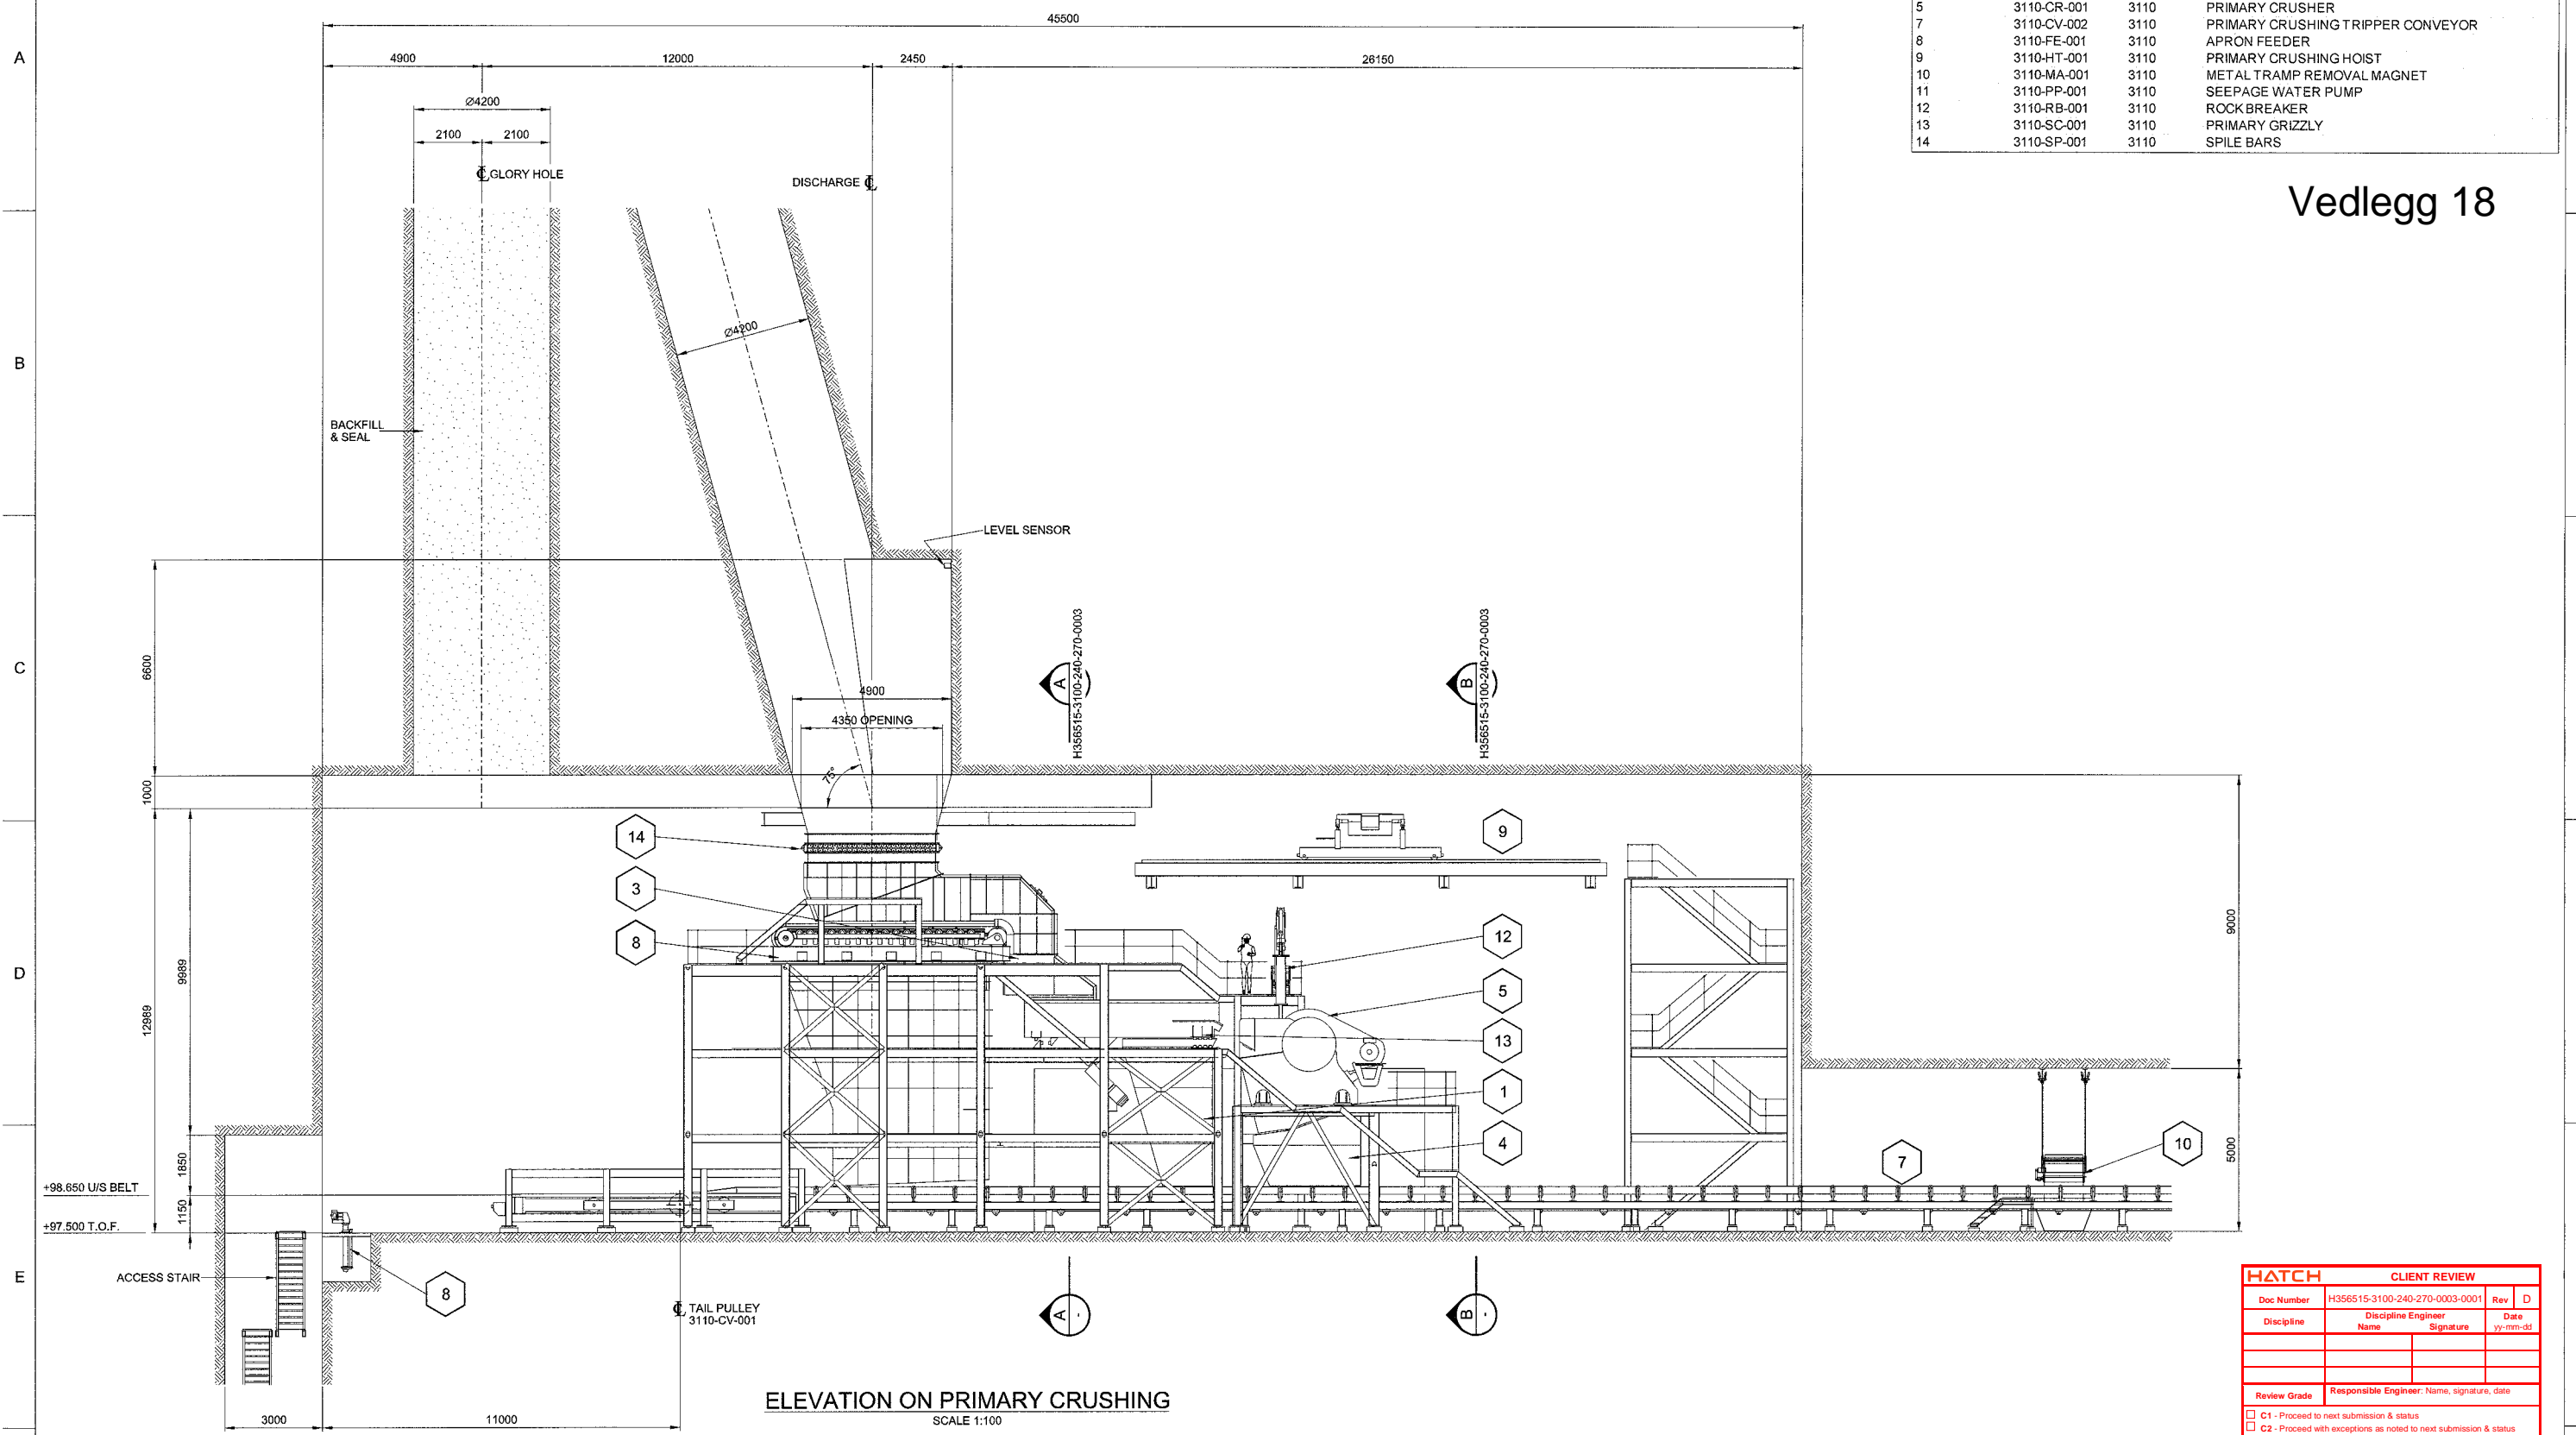 45500
4900
12000
2450
26150
Ø4200
2100
2100
℄ GLORY HOLE
DISCHARGE ℄
5 3110-CR-001 3110 PRIMARY CRUSHER
7 3110-CV-002 3110 PRIMARY CRUSHING TRIPPER CONVEYOR
8 3110-FE-001 3110 APRON FEEDER
9 3110-HT-001 3110 PRIMARY CRUSHING HOIST
10 3110-MA-001 3110 METAL TRAMP REMOVAL MAGNET
11 3110-PP-001 3110 SEEPAGE WATER PUMP
12 3110-RB-001 3110 ROCK BREAKER
13 3110-SC-001 3110 PRIMARY GRIZZLY
14 3110-SP-001 3110 SPILE BARS
Vedlegg 18
A
B
C
D
E
Ø4200
BACKFILL
& SEAL
LEVEL SENSOR
6600
4900
4350 OPENING
75°
A
H356515-3100-240-270-0003
B
H356515-3100-240-270-0003
1000
12989
9989
1850
1150
14
3
8
9
12
5
13
1
4
7
10
9000
5000
+98.650 U/S BELT
+97.500 T.O.F.
ACCESS STAIR
8
℄ TAIL PULLEY
3110-CV-001
A
-
B
-
3000
11000
ELEVATION ON PRIMARY CRUSHING
SCALE 1:100
HATCH CLIENT REVIEW
Doc Number H356515-3100-240-270-0003-0001 Rev D
Discipline Discipline Engineer Date
Name Signature yy-mm-dd
Review Grade Responsible Engineer: Name, signature, date
C1 - Proceed to next submission & status
C2 - Proceed with exceptions as noted to next submission & status